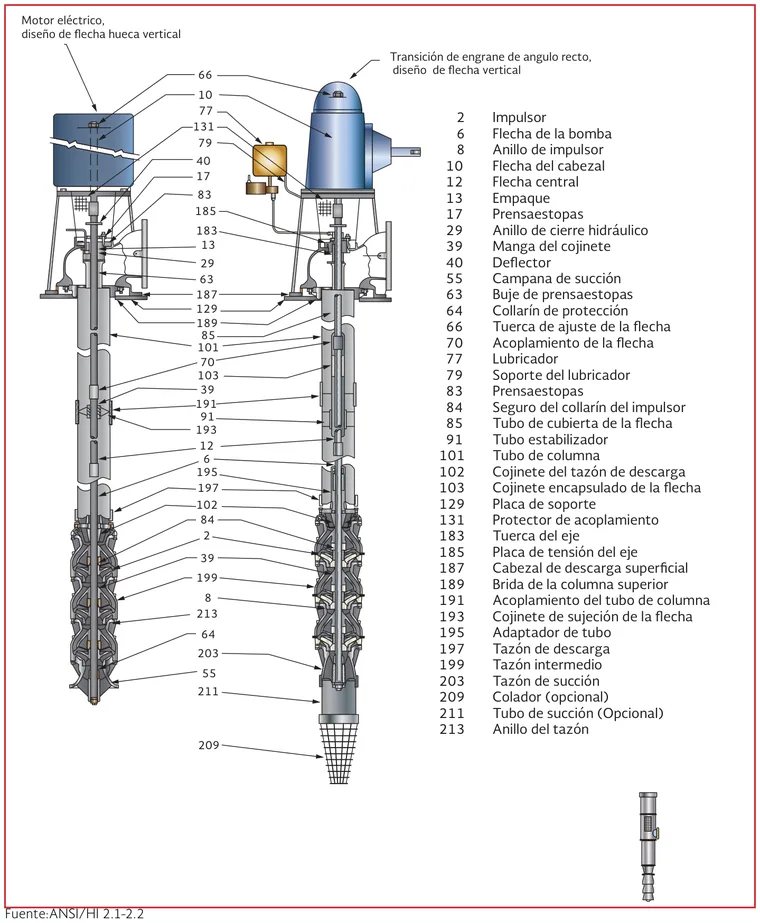 Motor eléctrico,
diseño de flecha hueca vertical
Transición de engrane de angulo recto,
diseño de flecha vertical
66
10
77
131
79
40
17
83
185
183
13
29
63
187
129
189
85
101
70
103
39
191
91
193
12
6
195
197
102
84
2
39
199
8
213
64
203
55
211
209
2 Impulsor
6 Flecha de la bomba
8 Anillo de impulsor
10 Flecha del cabezal
12 Flecha central
13 Empaque
17 Prensaestopas
29 Anillo de cierre hidráulico
39 Manga del cojinete
40 Deflector
55 Campana de succión
63 Buje de prensaestopas
64 Collarín de protección
66 Tuerca de ajuste de la flecha
70 Acoplamiento de la flecha
77 Lubricador
79 Soporte del lubricador
83 Prensaestopas
84 Seguro del collarín del impulsor
85 Tubo de cubierta de la flecha
91 Tubo estabilizador
101 Tubo de columna
102 Cojinete del tazón de descarga
103 Cojinete encapsulado de la flecha
129 Placa de soporte
131 Protector de acoplamiento
183 Tuerca del eje
185 Placa de tensión del eje
187 Cabezal de descarga superficial
189 Brida de la columna superior
191 Acoplamiento del tubo de columna
193 Cojinete de sujeción de la flecha
195 Adaptador de tubo
197 Tazón de descarga
199 Tazón intermedio
203 Tazón de succión
209 Colador (opcional)
211 Tubo de succión (Opcional)
213 Anillo del tazón
Fuente:ANSI/HI 2.1-2.2